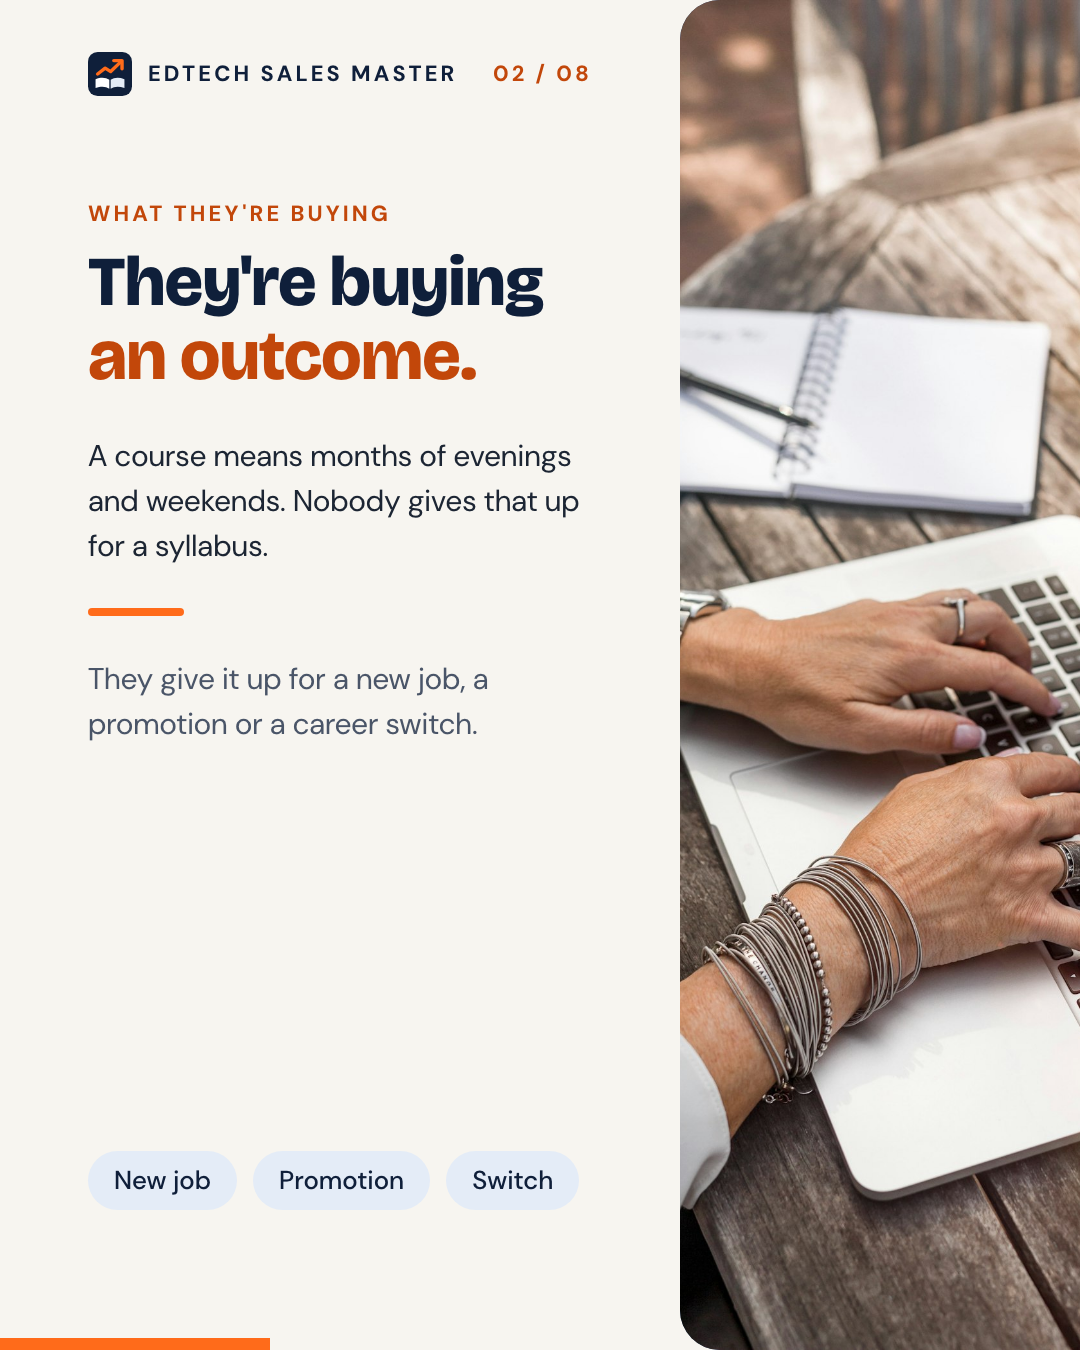 EDTECH SALES MASTER 02 / 08
WHAT THEY'RE BUYING
They're buying
an outcome.
A course means months of evenings
and weekends. Nobody gives that up
for a syllabus.
They give it up for a new job, a
promotion or a career switch.
New job Promotion Switch